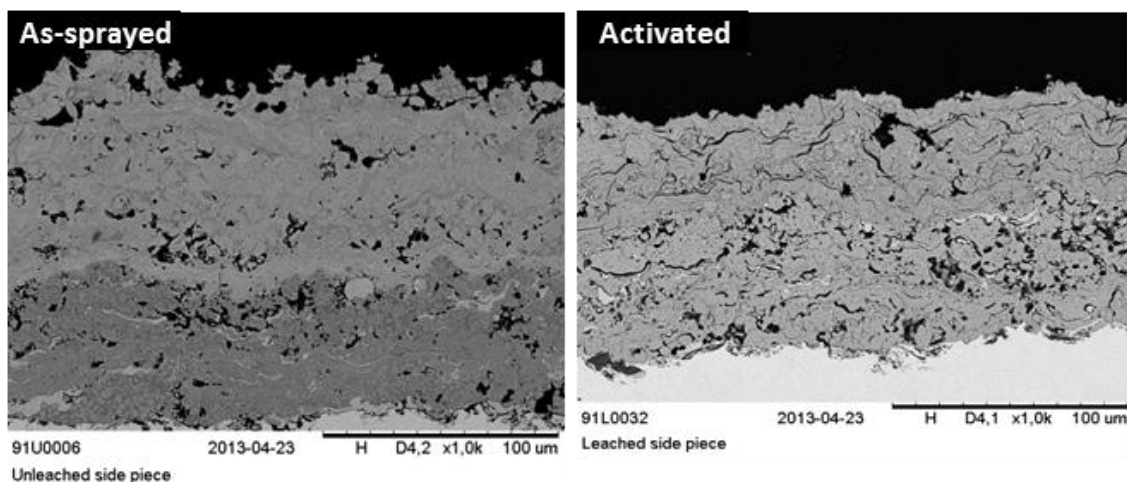 As-sprayed
91U0006 2013-04-23 H D4,2 x1,0k 100 um
Unleached side piece
Activated
91L0032 2013-04-23 H D4,1 x1,0k 100 um
Leached side piece